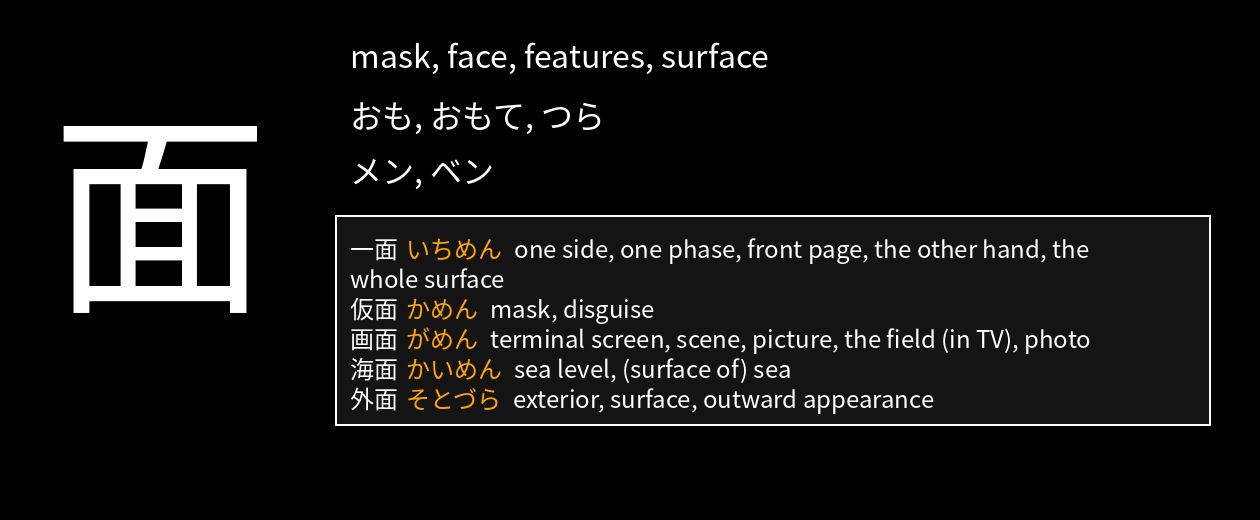 面
mask, face, features, surface
おも, おもて, つら
メン, ベン
一面 いちめん one side, one phase, front page, the other hand, the
whole surface
仮面 かめん mask, disguise
画面 がめん terminal screen, scene, picture, the field (in TV), photo
海面 かいめん sea level, (surface of) sea
外面 そとづら exterior, surface, outward appearance